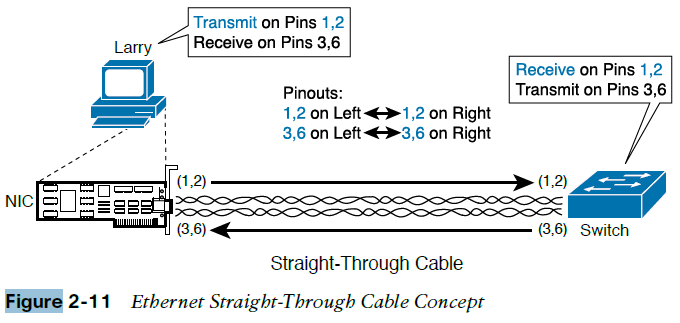 Transmit on Pins 1,2
Receive on Pins 3,6
Larry
Receive on Pins 1,2
Transmit on Pins 3,6
Pinouts:
1,2 on Left 1,2 on Right
3,6 on Left 3,6 on Right
(1,2) (1,2)
NIC
(3,6) (3,6) Switch
Straight-Through Cable
Figure 2-11 Ethernet Straight-Through Cable Concept